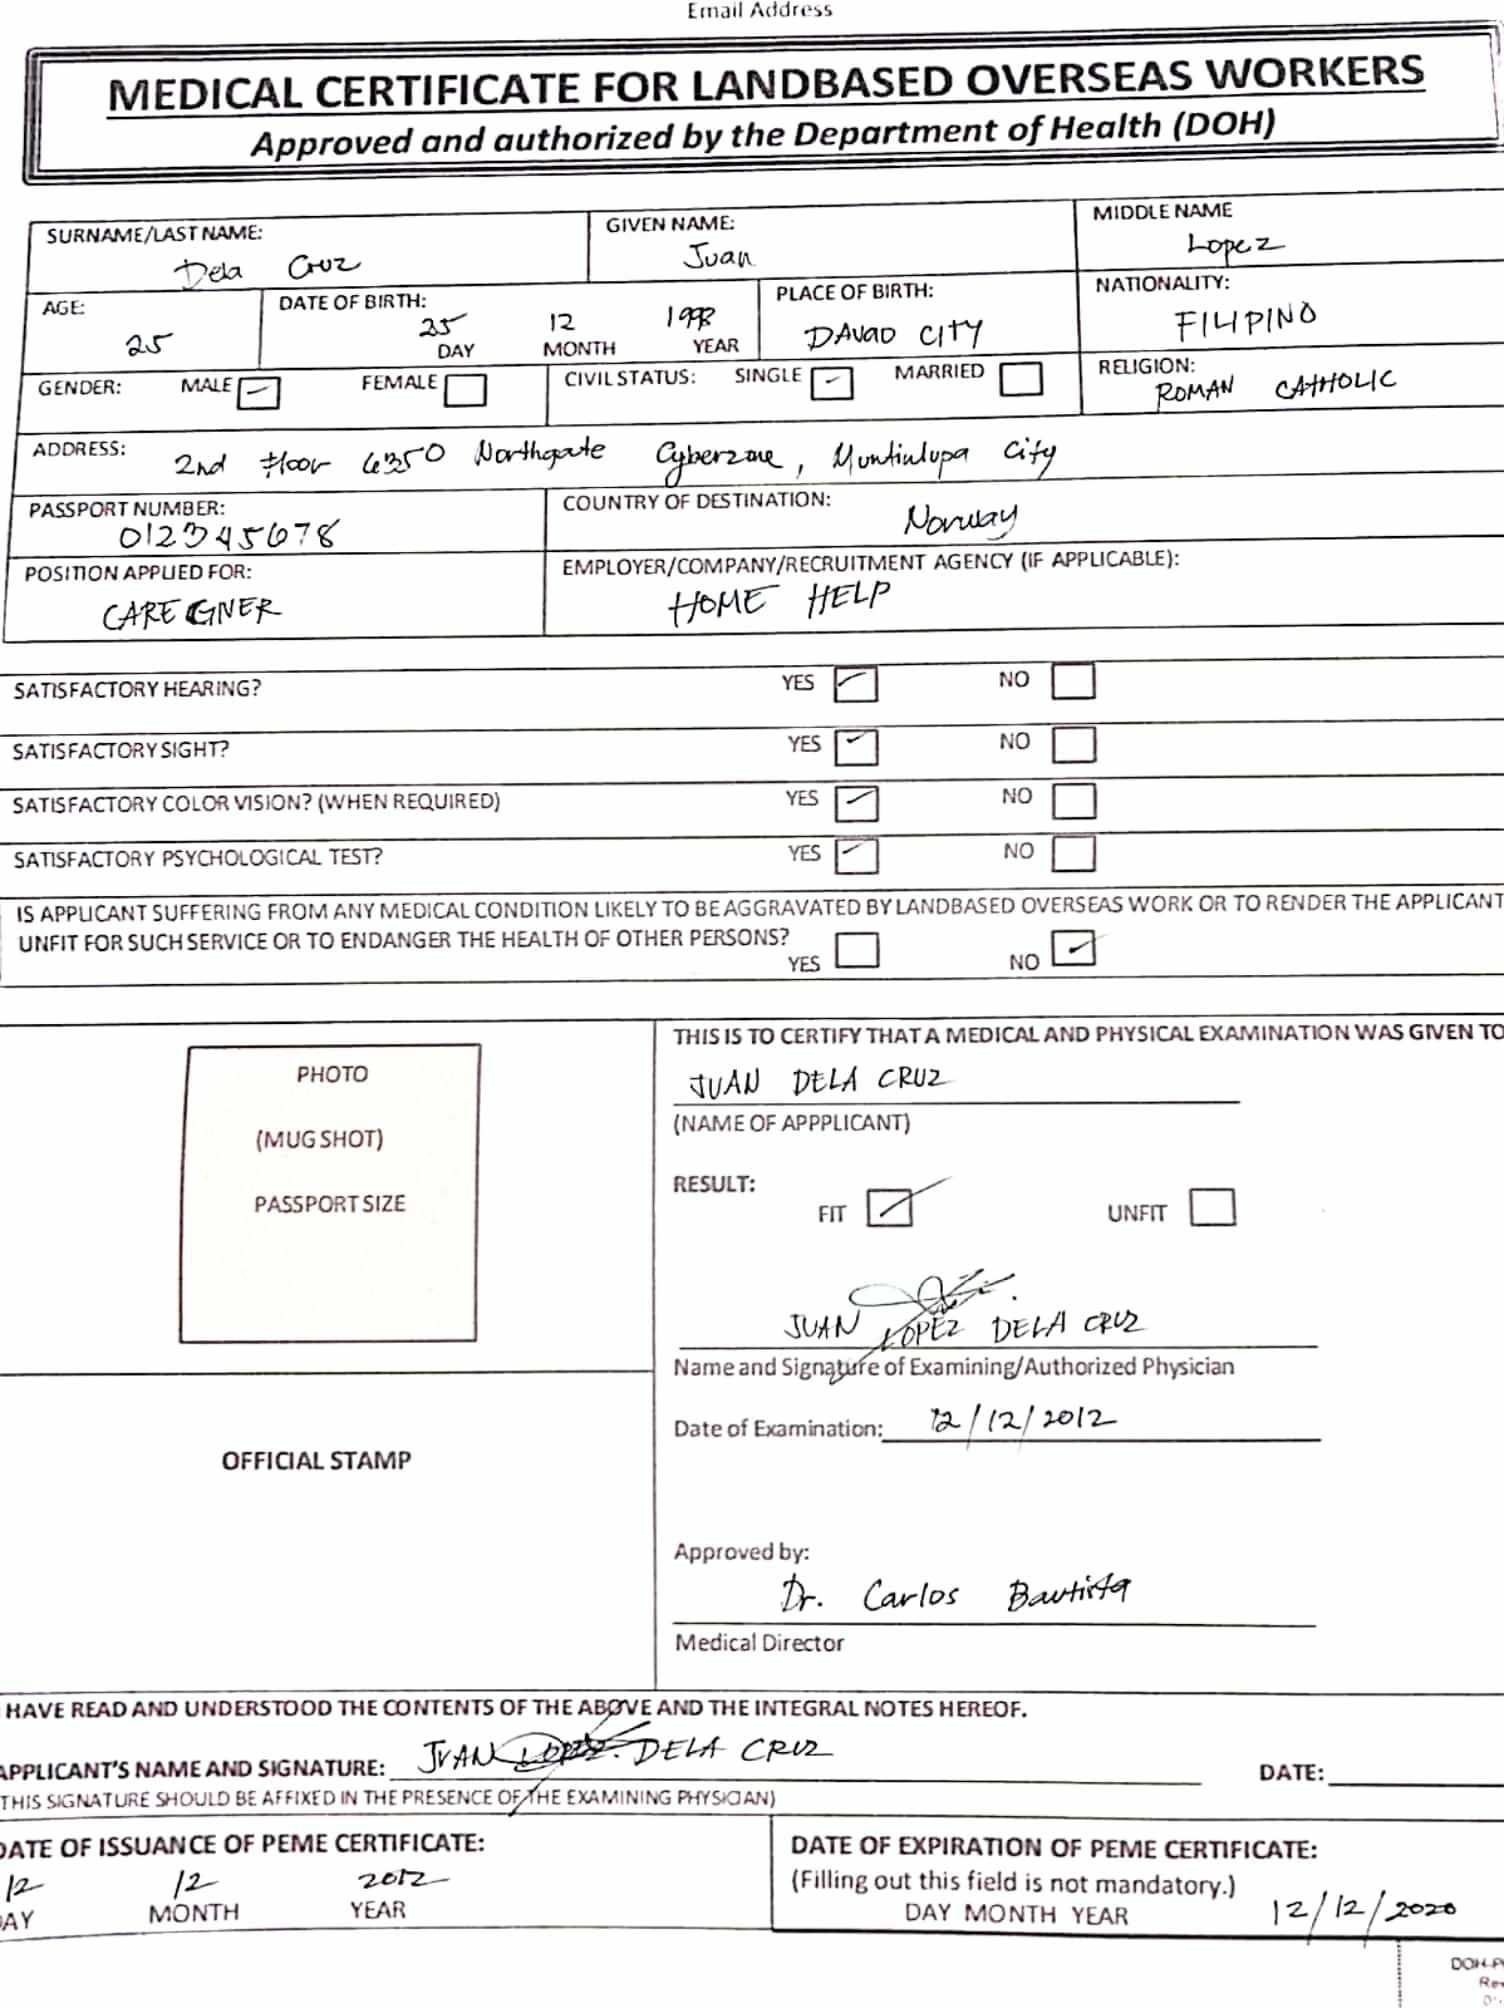 Email Address
MEDICAL CERTIFICATE FOR LANDBASED OVERSEAS WORKERS
Approved and authorized by the Department of Health (DOH)
SURNAME/LAST NAME: GIVEN NAME: MIDDLE NAME
Dela Cruz Juan Lopez
AGE: DATE OF BIRTH: PLACE OF BIRTH: NATIONALITY:
25 25 12 1998 DAVAO CITY FILIPINO
DAY MONTH YEAR
GENDER: MALE FEMALE CIVIL STATUS: SINGLE MARRIED RELIGION:
ROMAN CATHOLIC
ADDRESS: 2nd Floor 6350 Northgate Cyberzone, Muntinlupa City
PASSPORT NUMBER: COUNTRY OF DESTINATION:
012345678 Norway
POSITION APPLIED FOR: EMPLOYER/COMPANY/RECRUITMENT AGENCY (IF APPLICABLE):
CAREGIVER HOME HELP
SATISFACTORY HEARING? YES NO
SATISFACTORY SIGHT? YES NO
SATISFACTORY COLOR VISION? (WHEN REQUIRED) YES NO
SATISFACTORY PSYCHOLOGICAL TEST? YES NO
IS APPLICANT SUFFERING FROM ANY MEDICAL CONDITION LIKELY TO BE AGGRAVATED BY LANDBASED OVERSEAS WORK OR TO RENDER THE APPLICANT
UNFIT FOR SUCH SERVICE OR TO ENDANGER THE HEALTH OF OTHER PERSONS?
YES NO
PHOTO
(MUG SHOT)
PASSPORT SIZE
OFFICIAL STAMP
THIS IS TO CERTIFY THAT A MEDICAL AND PHYSICAL EXAMINATION WAS GIVEN TO
JUAN DELA CRUZ
(NAME OF APPPLICANT)
RESULT:
FIT UNFIT
JUAN LOPEZ DELA CRUZ
Name and Signature of Examining/Authorized Physician
Date of Examination: 12/12/2012
Approved by:
Dr. Carlos Bautista
Medical Director
HAVE READ AND UNDERSTOOD THE CONTENTS OF THE ABOVE AND THE INTEGRAL NOTES HEREOF.
APPLICANT'S NAME AND SIGNATURE: JUAN LOPEZ DELA CRUZ DATE:
THIS SIGNATURE SHOULD BE AFFIXED IN THE PRESENCE OF THE EXAMINING PHYSICIAN)
DATE OF ISSUANCE OF PEME CERTIFICATE:
12 12 2012
DAY MONTH YEAR
DATE OF EXPIRATION OF PEME CERTIFICATE:
(Filling out this field is not mandatory.)
DAY MONTH YEAR 12/12/2020